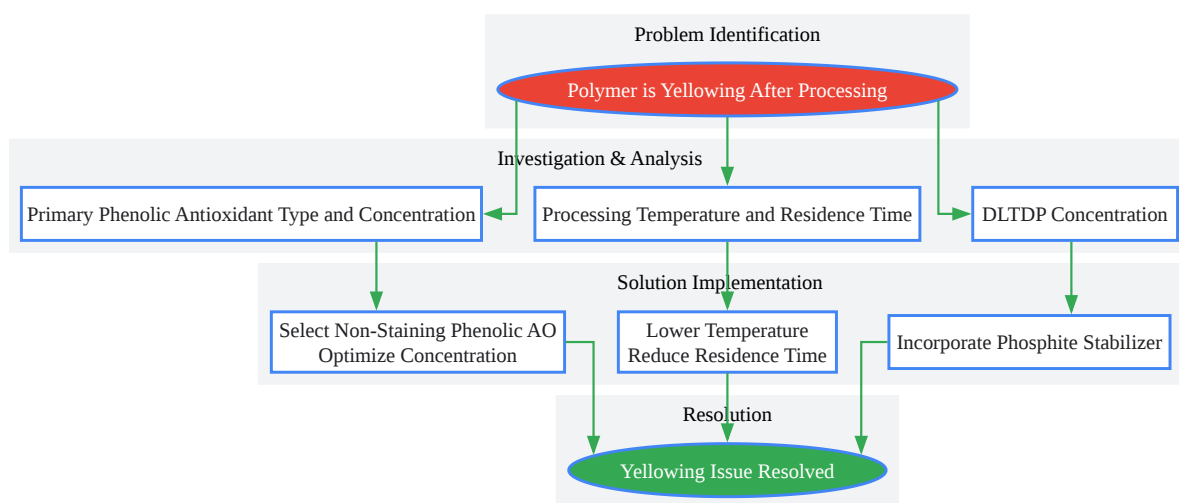 Problem Identification
Polymer is Yellowing After Processing
Investigation & Analysis
Primary Phenolic Antioxidant Type and Concentration
Processing Temperature and Residence Time
DLTDP Concentration
Solution Implementation
Select Non-Staining Phenolic AO
Optimize Concentration
Lower Temperature
Reduce Residence Time
Incorporate Phosphite Stabilizer
Resolution
Yellowing Issue Resolved